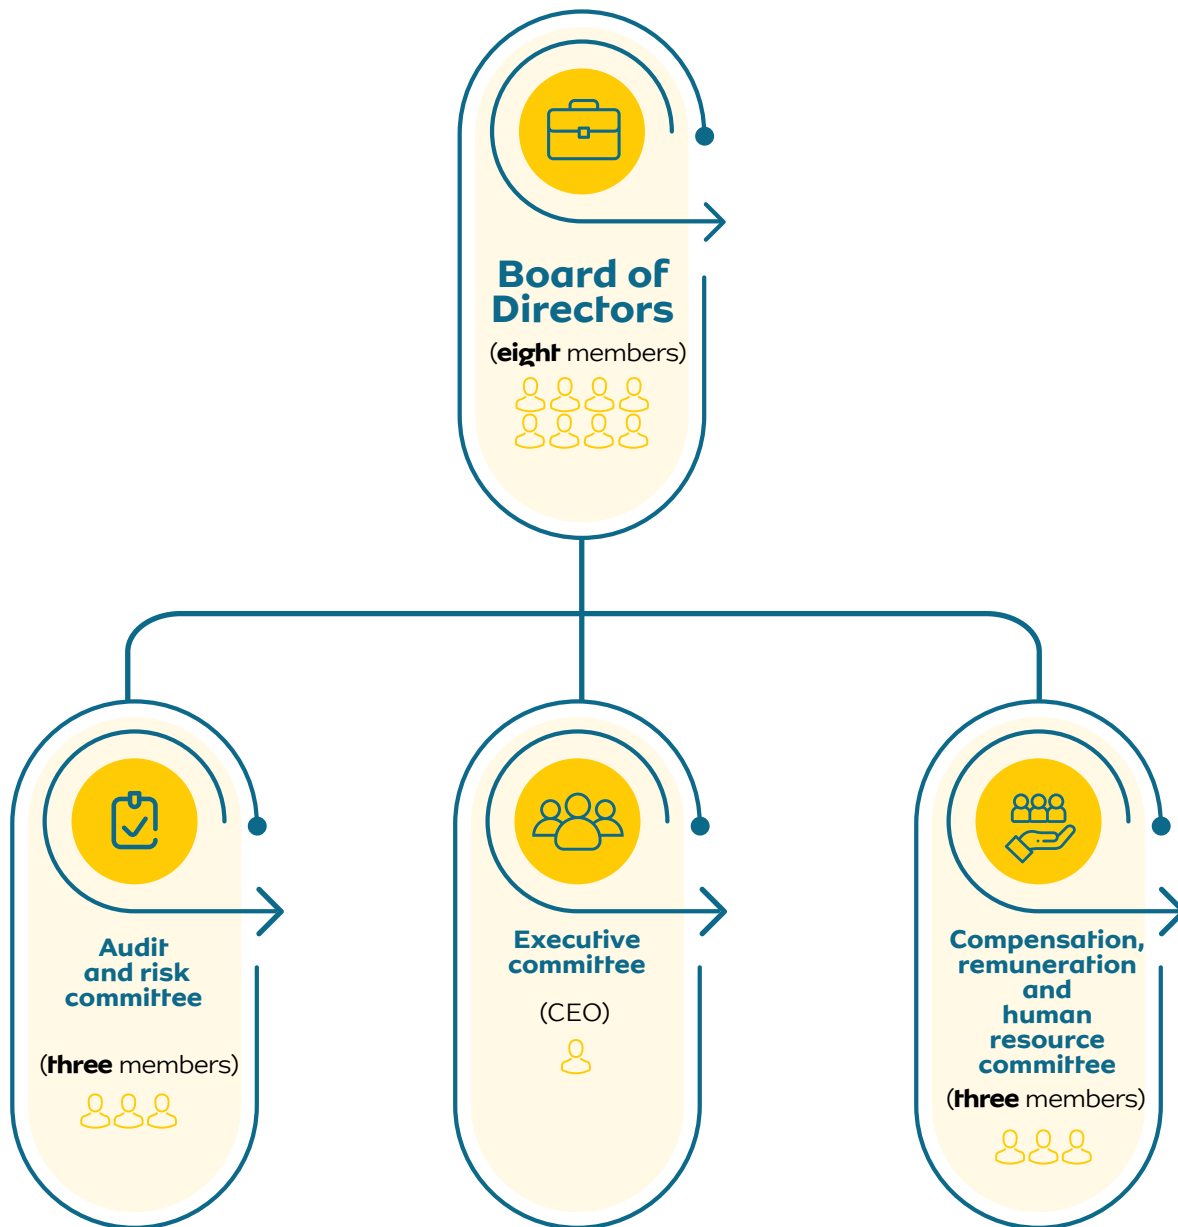 Board of
Directors
(eight members)
Audit
and risk
committee
(three members)
Executive
committee
(CEO)
Compensation,
remuneration
and
human
resource
committee
(three members)